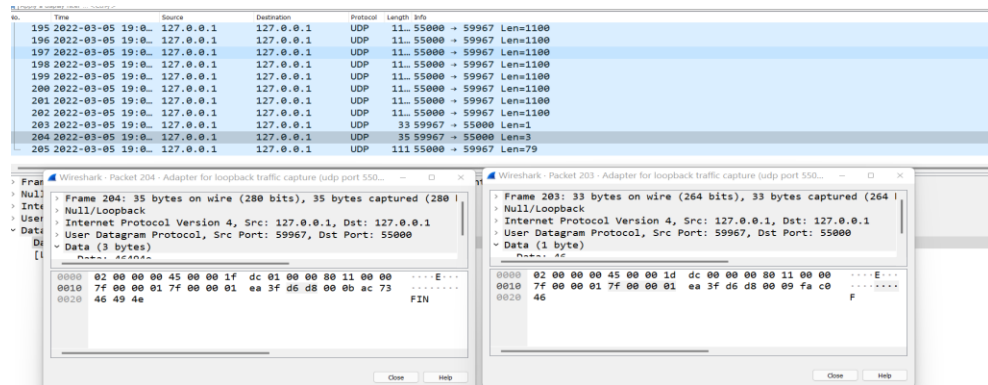 No. Time Source Destination Protocol Length Info
195 2022-03-05 19:0… 127.0.0.1 127.0.0.1 UDP 11… 55000 → 59967 Len=1100
196 2022-03-05 19:0… 127.0.0.1 127.0.0.1 UDP 11… 55000 → 59967 Len=1100
197 2022-03-05 19:0… 127.0.0.1 127.0.0.1 UDP 11… 55000 → 59967 Len=1100
198 2022-03-05 19:0… 127.0.0.1 127.0.0.1 UDP 11… 55000 → 59967 Len=1100
199 2022-03-05 19:0… 127.0.0.1 127.0.0.1 UDP 11… 55000 → 59967 Len=1100
200 2022-03-05 19:0… 127.0.0.1 127.0.0.1 UDP 11… 55000 → 59967 Len=1100
201 2022-03-05 19:0… 127.0.0.1 127.0.0.1 UDP 11… 55000 → 59967 Len=1100
202 2022-03-05 19:0… 127.0.0.1 127.0.0.1 UDP 11… 55000 → 59967 Len=1100
203 2022-03-05 19:0… 127.0.0.1 127.0.0.1 UDP 33 59967 → 55000 Len=1
204 2022-03-05 19:0… 127.0.0.1 127.0.0.1 UDP 35 59967 → 55000 Len=3
205 2022-03-05 19:0… 127.0.0.1 127.0.0.1 UDP 111 55000 → 59967 Len=79
> Fram
> Null
> Inte
> User
Data
Da
[L
Wireshark · Packet 204 · Adapter for loopback traffic capture (udp port 550...
> Frame 204: 35 bytes on wire (280 bits), 35 bytes captured (280 
> Null/Loopback
> Internet Protocol Version 4, Src: 127.0.0.1, Dst: 127.0.0.1
> User Datagram Protocol, Src Port: 59967, Dst Port: 55000
Data (3 bytes)
Data: 46494e
0000 02 00 00 00 45 00 00 1f dc 01 00 00 80 11 00 00 ····E···
0010 7f 00 00 01 7f 00 00 01 ea 3f d6 d8 00 0b ac 73 ········
0020 46 49 4e FIN
Close Help
Wireshark · Packet 203 · Adapter for loopback traffic capture (udp port 550...
> Frame 203: 33 bytes on wire (264 bits), 33 bytes captured (264 
> Null/Loopback
> Internet Protocol Version 4, Src: 127.0.0.1, Dst: 127.0.0.1
> User Datagram Protocol, Src Port: 59967, Dst Port: 55000
Data (1 byte)
Data: 46
0000 02 00 00 00 45 00 00 1d dc 00 00 00 80 11 00 00 ····E···
0010 7f 00 00 01 7f 00 00 01 ea 3f d6 d8 00 09 fa c0 ········
0020 46 F
Close Help